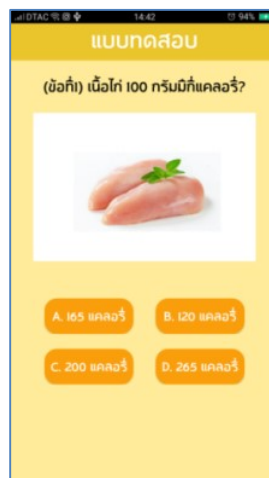 DTAC 14:42 94%
แบบทดสอบ
(ข้อที่1) เนื้อไก่ 100 กรัมมีกี่แคลอรี่?
A. 165 แคลอรี่ B. 120 แคลอรี่
C. 200 แคลอรี่ D. 265 แคลอรี่